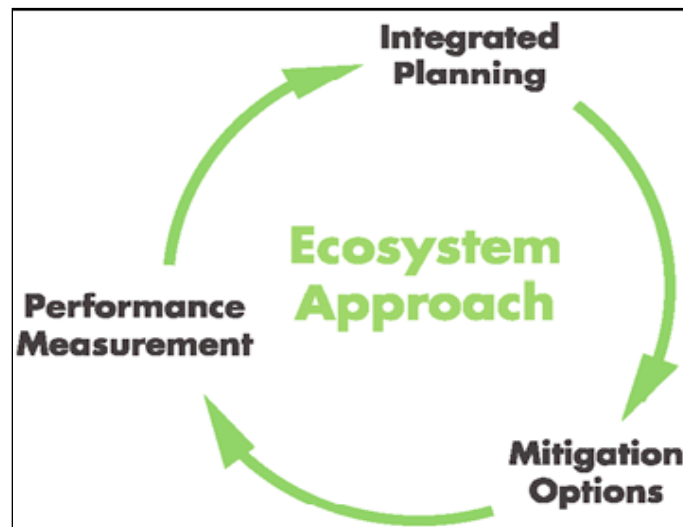 Integrated
Planning
Ecosystem
Approach
Performance
Measurement
Mitigation
Options